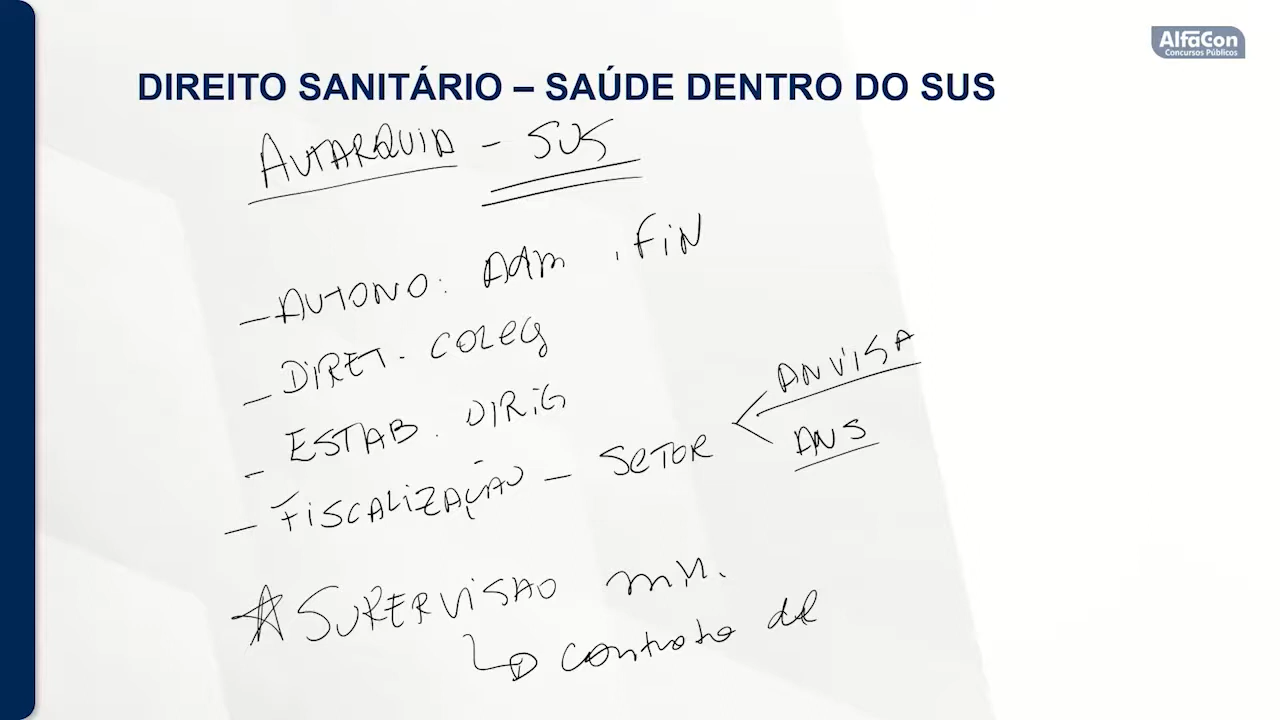 AlfaCon
Concursos Públicos
DIREITO SANITÁRIO – SAÚDE DENTRO DO SUS
AUTARQUIA – SUS
– AUTONO: ADM, FIN
– DIRET. COLEG
– ESTAB. DIRIG
– FISCALIZAÇÃO – SETOR
ANVISA
ANS
SUPERVISÃO MIN.
contrato de